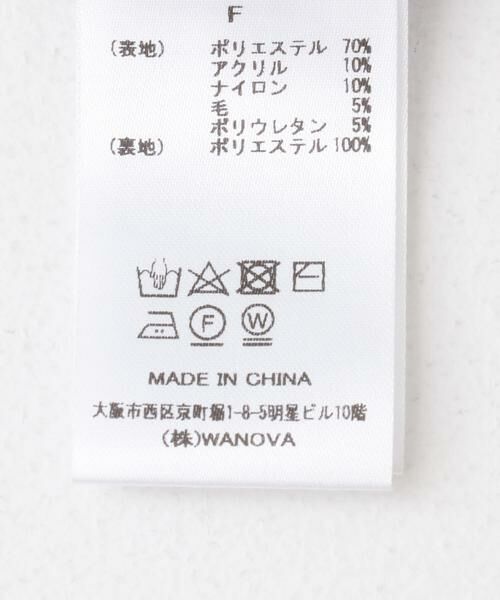 F
(表地) ポリエステル 70%
アクリル 10%
ナイロン 10%
毛 5%
ポリウレタン 5%
(裏地) ポリエステル 100%
F W
MADE IN CHINA
大阪市西区京町堀1-8-5明星ビル10階
(株)WANOVA